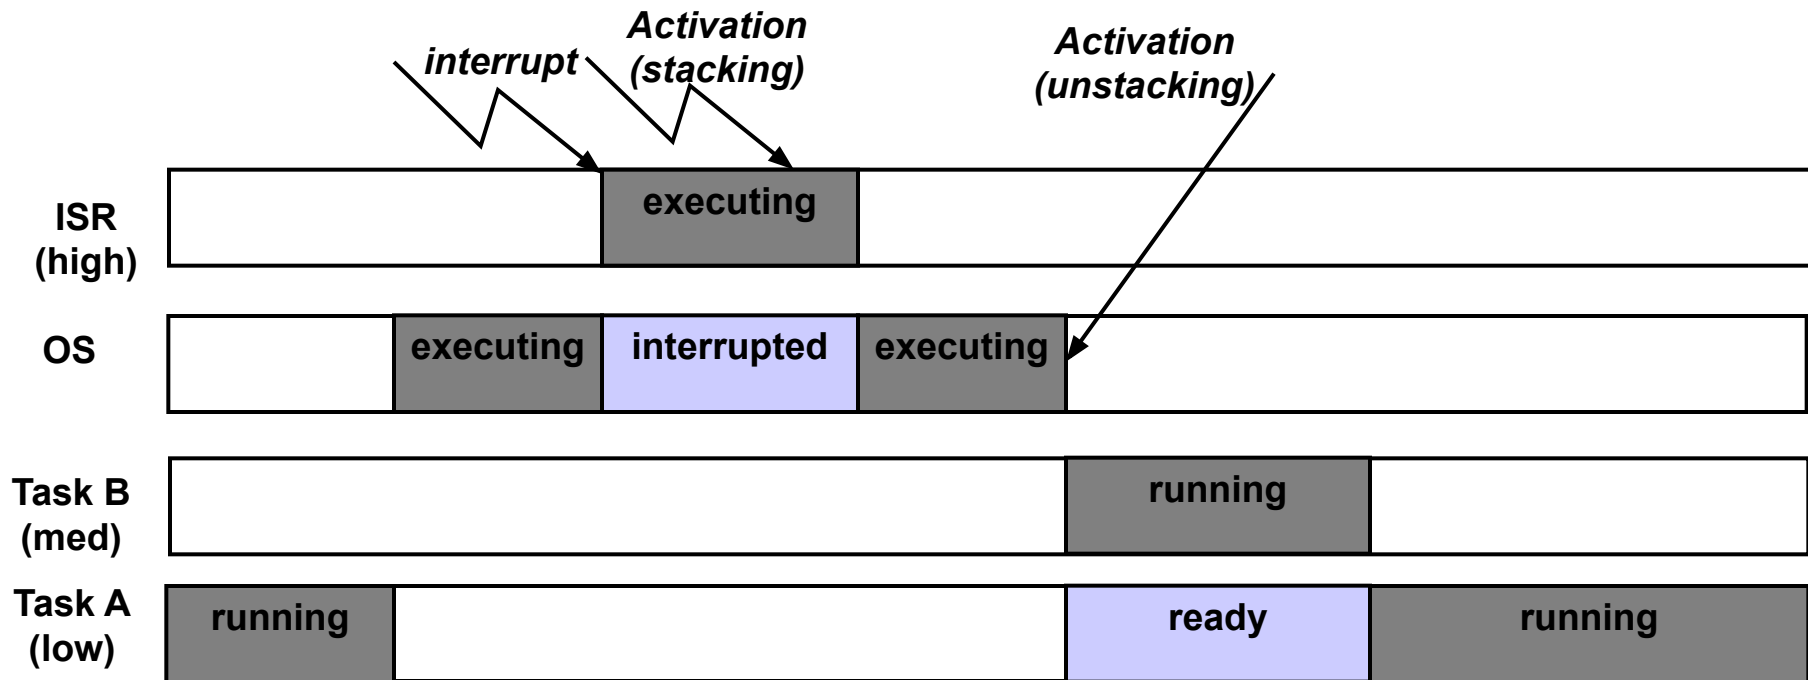 interrupt
Activation
(stacking)
Activation
(unstacking)
ISR
(high)
executing
OS
executing
interrupted
executing
Task B
(med)
running
Task A
(low)
running
ready
running